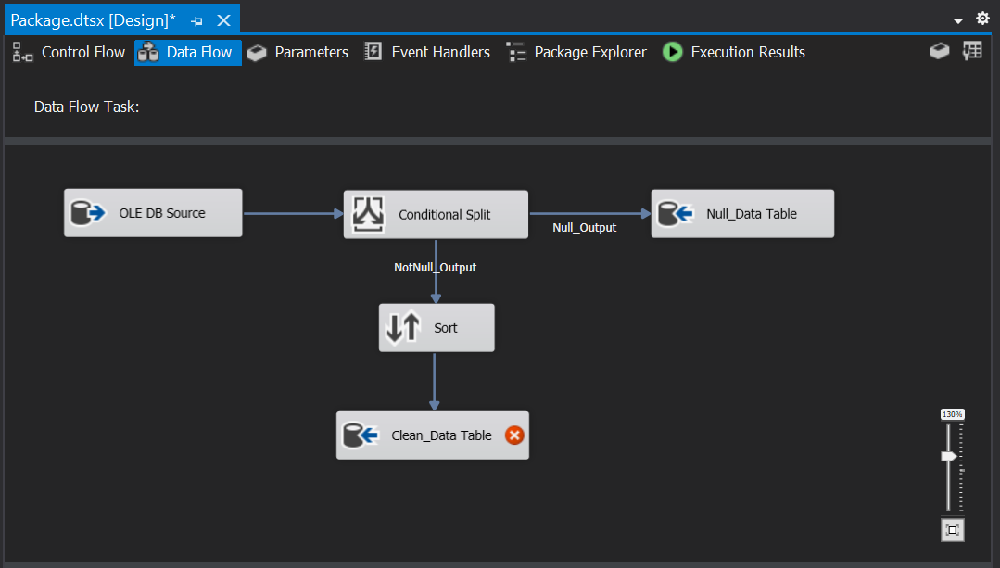 Package.dtsx [Design]*
Control Flow Data Flow Parameters Event Handlers Package Explorer Execution Results
Data Flow Task:
OLE DB Source
Conditional Split
Null_Output
Null_Data Table
NotNull_Output
Sort
Clean_Data Table
130%